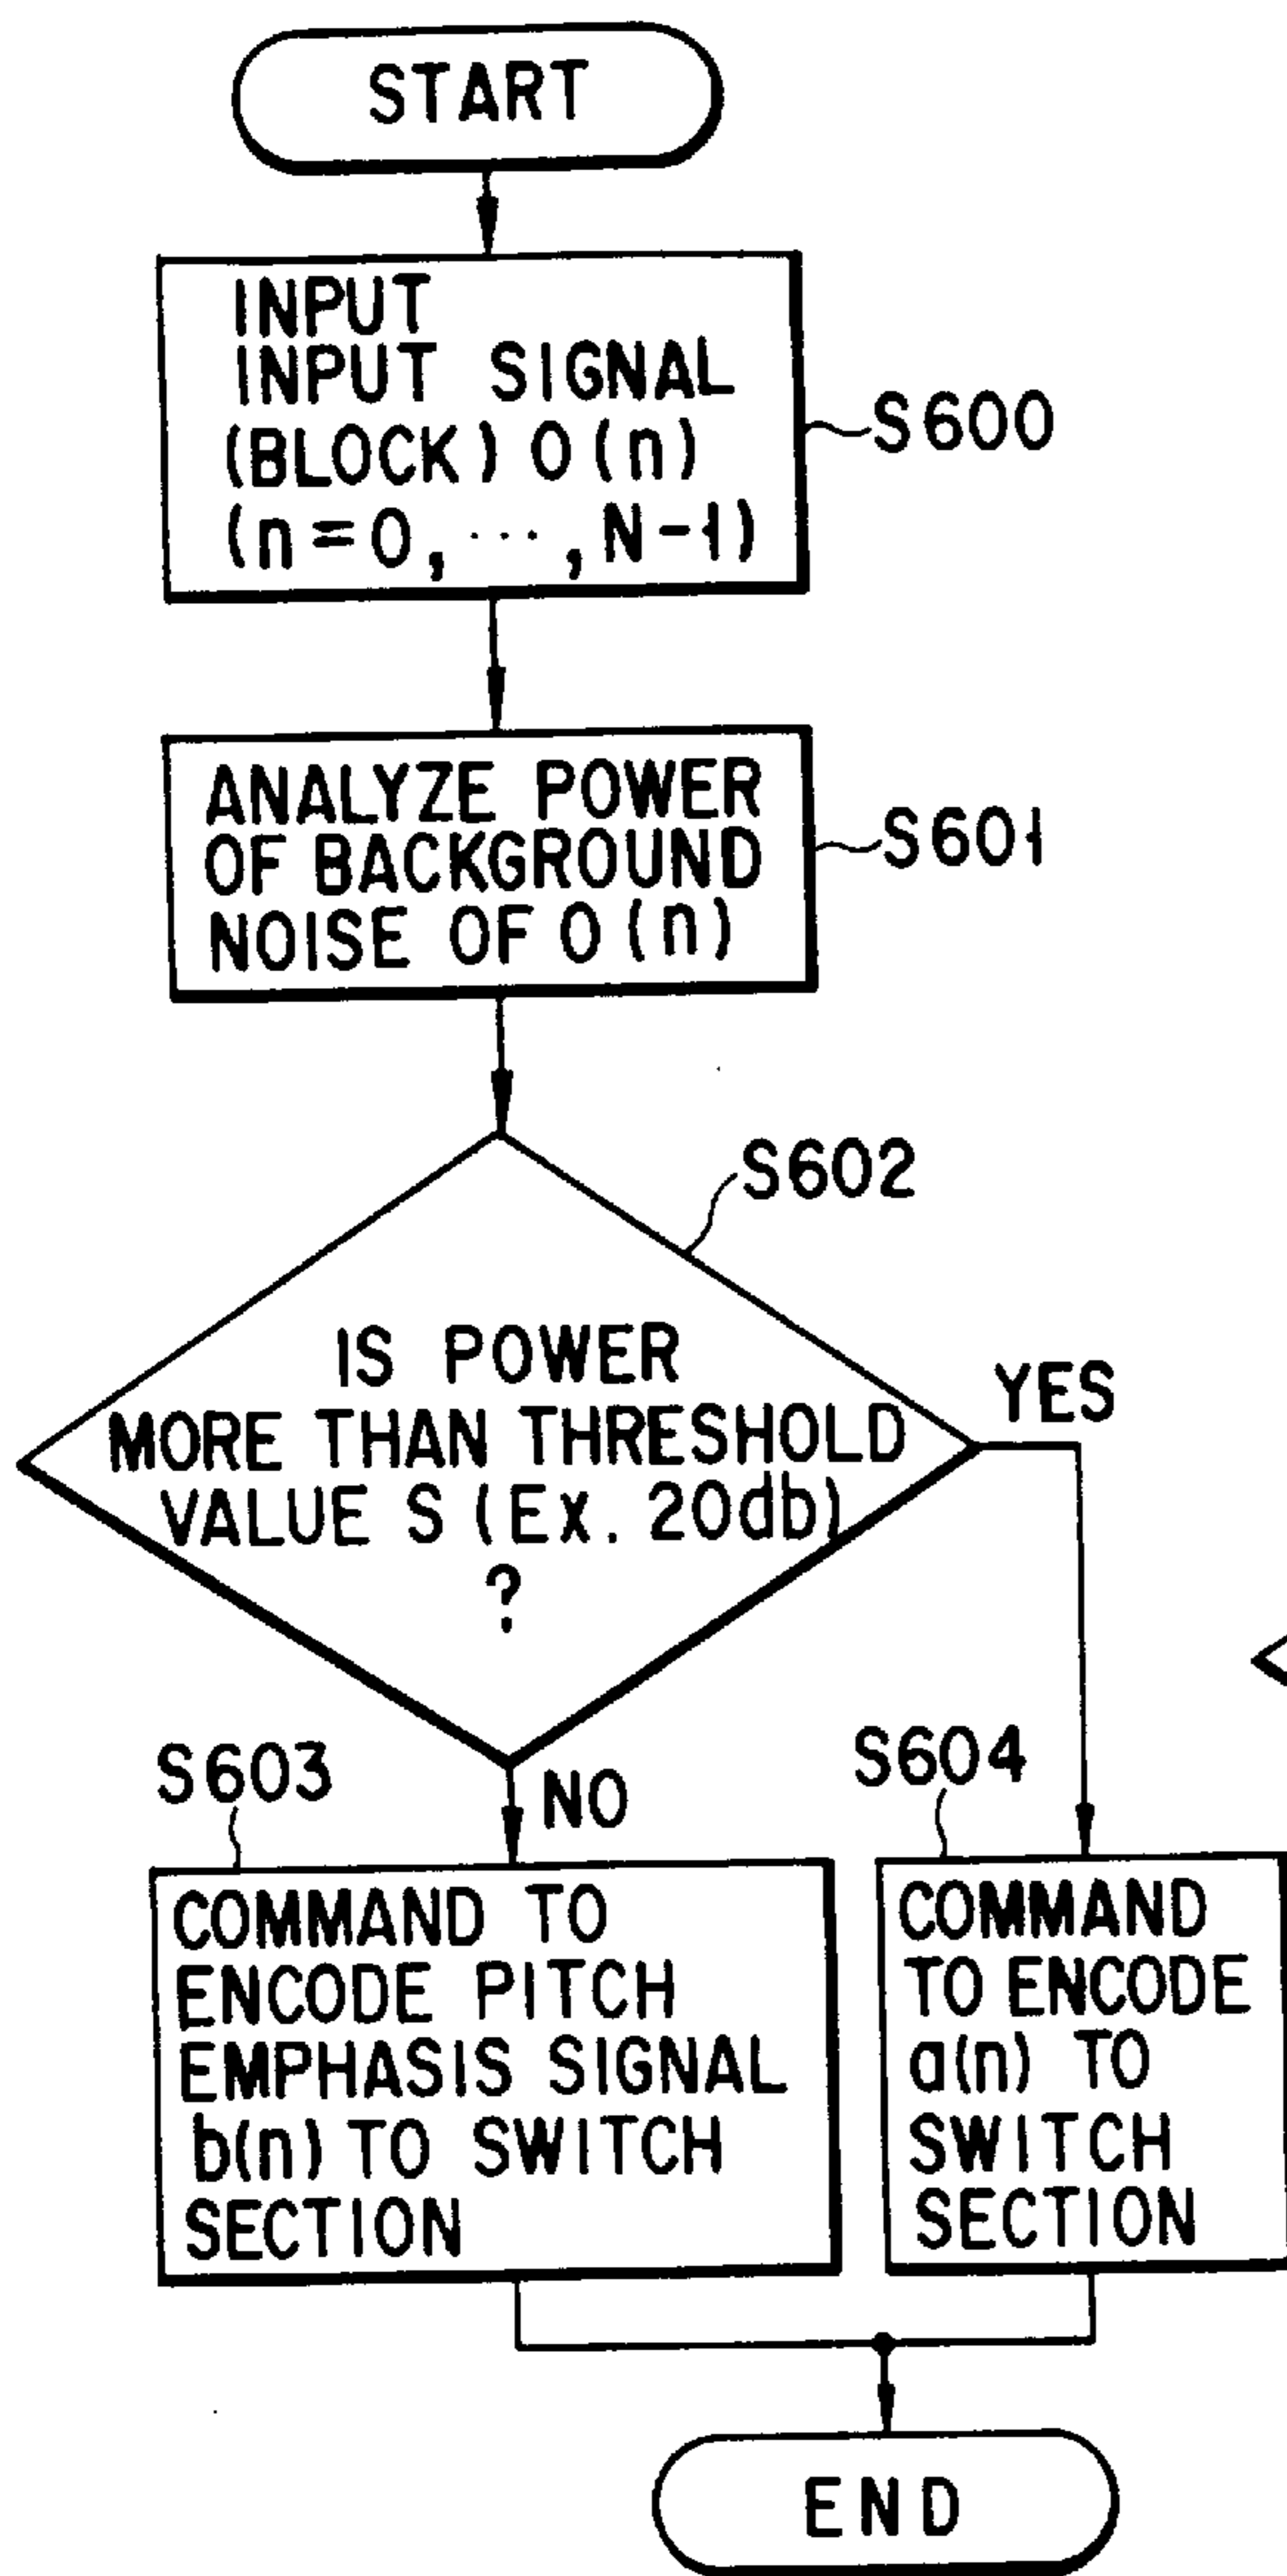 START
INPUT
INPUT SIGNAL
(BLOCK) O(n)
(n=0, ···, N-1)
S600
ANALYZE POWER
OF BACKGROUND
NOISE OF O(n)
S601
S602
IS POWER
MORE THAN THRESHOLD
VALUE S (Ex. 20db)
?
YES
NO
S603
COMMAND TO
ENCODE PITCH
EMPHASIS SIGNAL
b(n) TO SWITCH
SECTION
S604
COMMAND
TO ENCODE
a(n) TO
SWITCH
SECTION
END